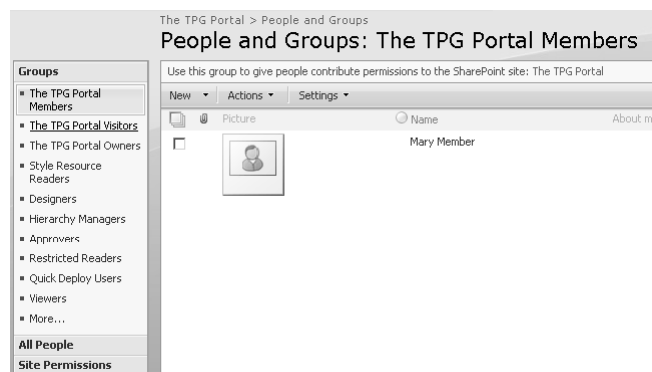 The TPG Portal > People and Groups
People and Groups: The TPG Portal Members
Groups
The TPG Portal
Members
The TPG Portal Visitors
The TPG Portal Owners
Style Resource
Readers
Designers
Hierarchy Managers
Approvers
Restricted Readers
Quick Deploy Users
Viewers
More...
All People
Site Permissions
Use this group to give people contribute permissions to the SharePoint site: The TPG Portal
New Actions Settings
Picture Name About m
Mary Member